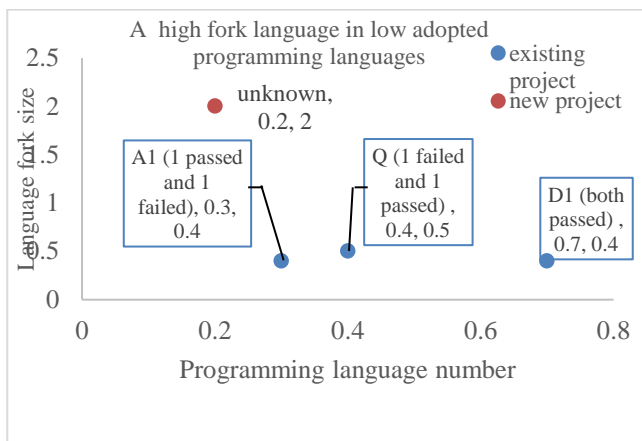 A high fork language in low adopted
programming languages
existing
project
new project
Language fork size
2.5
2
1.5
1
0.5
0
unknown,
0.2, 2
A1 (1 passed
and 1
failed), 0.3,
0.4
Q (1 failed
and 1
passed) ,
0.4, 0.5
D1 (both
passed) ,
0.7, 0.4
0
0.2
0.4
0.6
0.8
Programming language number